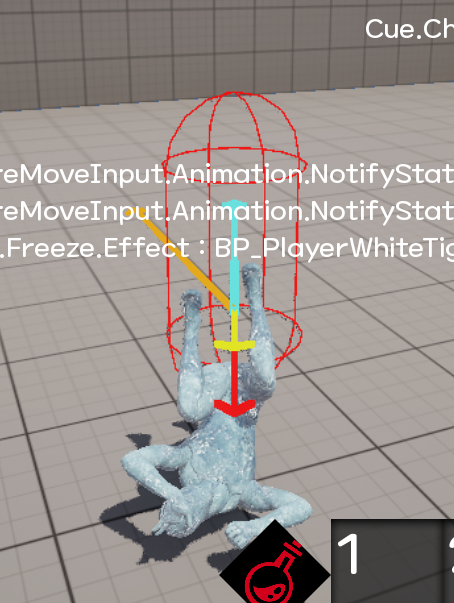 Cue.Ch
reMoveInput.Animation.NotifyStat
reMoveInput.Animation.NotifyStat
.Freeze.Effect : BP_PlayerWhiteTig
1